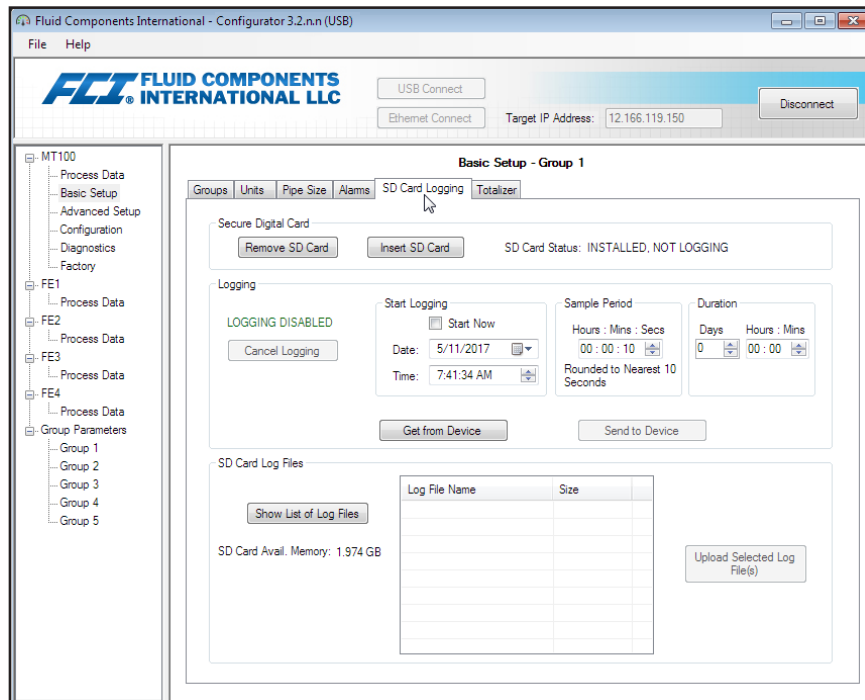 Fluid Components International - Configurator 3.2.n.n (USB)
File Help
FCI ® FLUID COMPONENTS
INTERNATIONAL LLC
USB Connect
Ethernet Connect
Target IP Address: 12.166.119.150
Disconnect
MT100
Process Data
Basic Setup
Advanced Setup
Configuration
Diagnostics
Factory
FE1
Process Data
FE2
Process Data
FE3
Process Data
FE4
Process Data
Group Parameters
Group 1
Group 2
Group 3
Group 4
Group 5
Basic Setup - Group 1
Groups Units Pipe Size Alarms SD Card Logging Totalizer
Secure Digital Card
Remove SD Card Insert SD Card SD Card Status: INSTALLED, NOT LOGGING
Logging
LOGGING DISABLED
Cancel Logging
Start Logging
Start Now
Date: 5/11/2017
Time: 7:41:34 AM
Sample Period
Hours : Mins : Secs
00 : 00 : 10
Rounded to Nearest 10
Seconds
Duration
Days Hours : Mins
0 00 : 00
Get from Device Send to Device
SD Card Log Files
Show List of Log Files
SD Card Avail. Memory: 1.974 GB
Log File Name Size
Upload Selected Log
File(s)